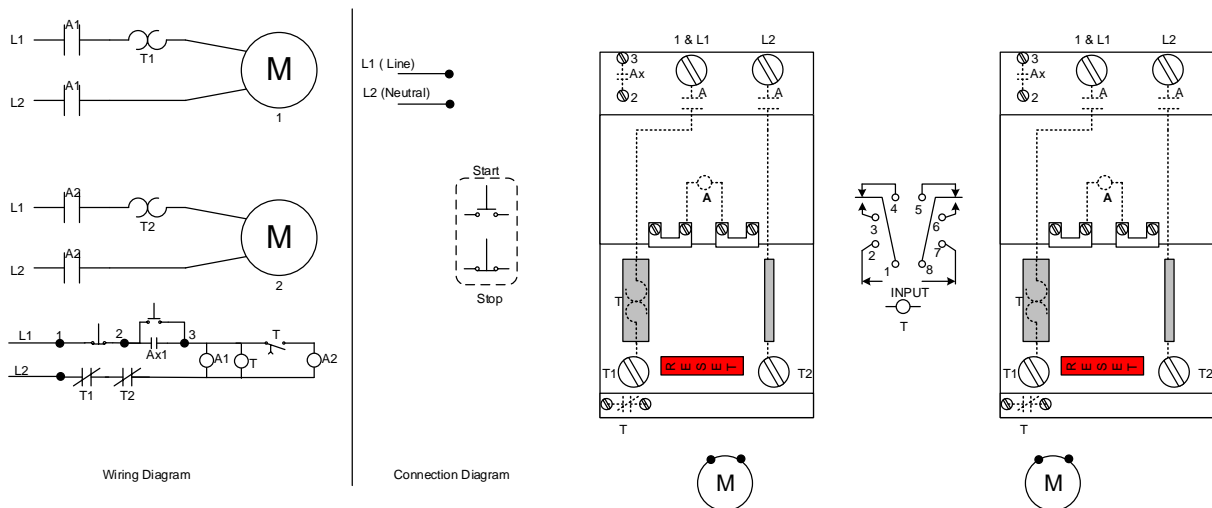 A1
L1
T1
M
A1
L2
1
A2
L1
T2
M
A2
L2
2
L1
1
2
3
Ax1
T
A1
T
A2
L2
T1
T2
Wiring Diagram
L1 ( Line)
L2 (Neutral)
Start
Stop
Connection Diagram
1 & L1
L2
3
Ax
2
A
A
A
T
T1
RESET
T2
T
M
4
5
3
6
2
7
1
8
INPUT
T
1 & L1
L2
3
Ax
2
A
A
A
T
T1
RESET
T2
T
M